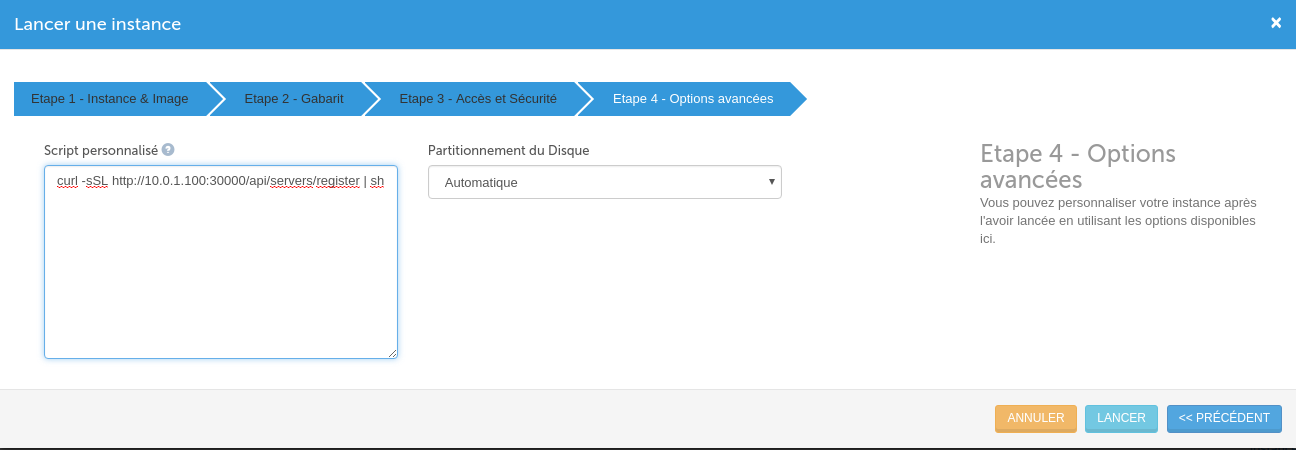 Lancer une instance
×
Etape 1 - Instance & Image
Etape 2 - Gabarit
Etape 3 - Accès et Sécurité
Etape 4 - Options avancées
Script personnalisé ?
curl -sSL http://10.0.1.100:30000/api/servers/register | sh
Partitionnement du Disque
Automatique
Etape 4 - Options
avancées
Vous pouvez personnaliser votre instance après
l'avoir lancée en utilisant les options disponibles
ici.
ANNULER
LANCER
<< PRÉCÉDENT